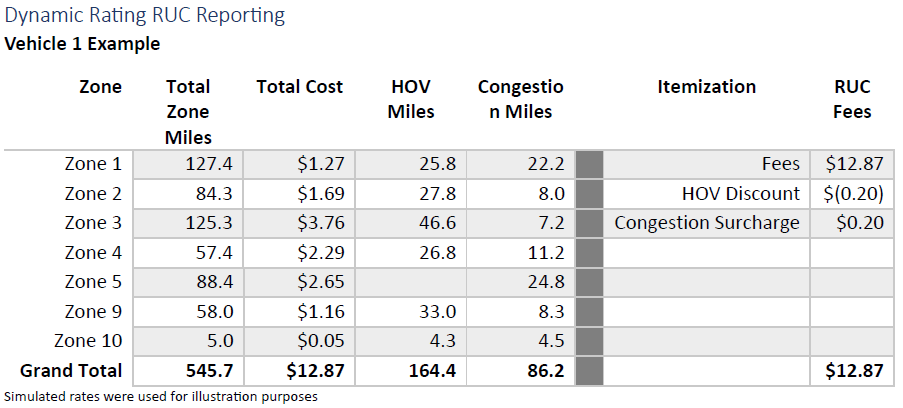 Dynamic Rating RUC Reporting
Vehicle 1 Example
Zone Total Zone Miles Total Cost HOV Miles Congestio n Miles Itemization RUC Fees
Zone 1 127.4 $1.27 25.8 22.2 Fees $12.87
Zone 2 84.3 $1.69 27.8 8.0 HOV Discount $(0.20)
Zone 3 125.3 $3.76 46.6 7.2 Congestion Surcharge $0.20
Zone 4 57.4 $2.29 26.8 11.2
Zone 5 88.4 $2.65 24.8
Zone 9 58.0 $1.16 33.0 8.3
Zone 10 5.0 $0.05 4.3 4.5
Grand Total 545.7 $12.87 164.4 86.2 $12.87
Simulated rates were used for illustration purposes